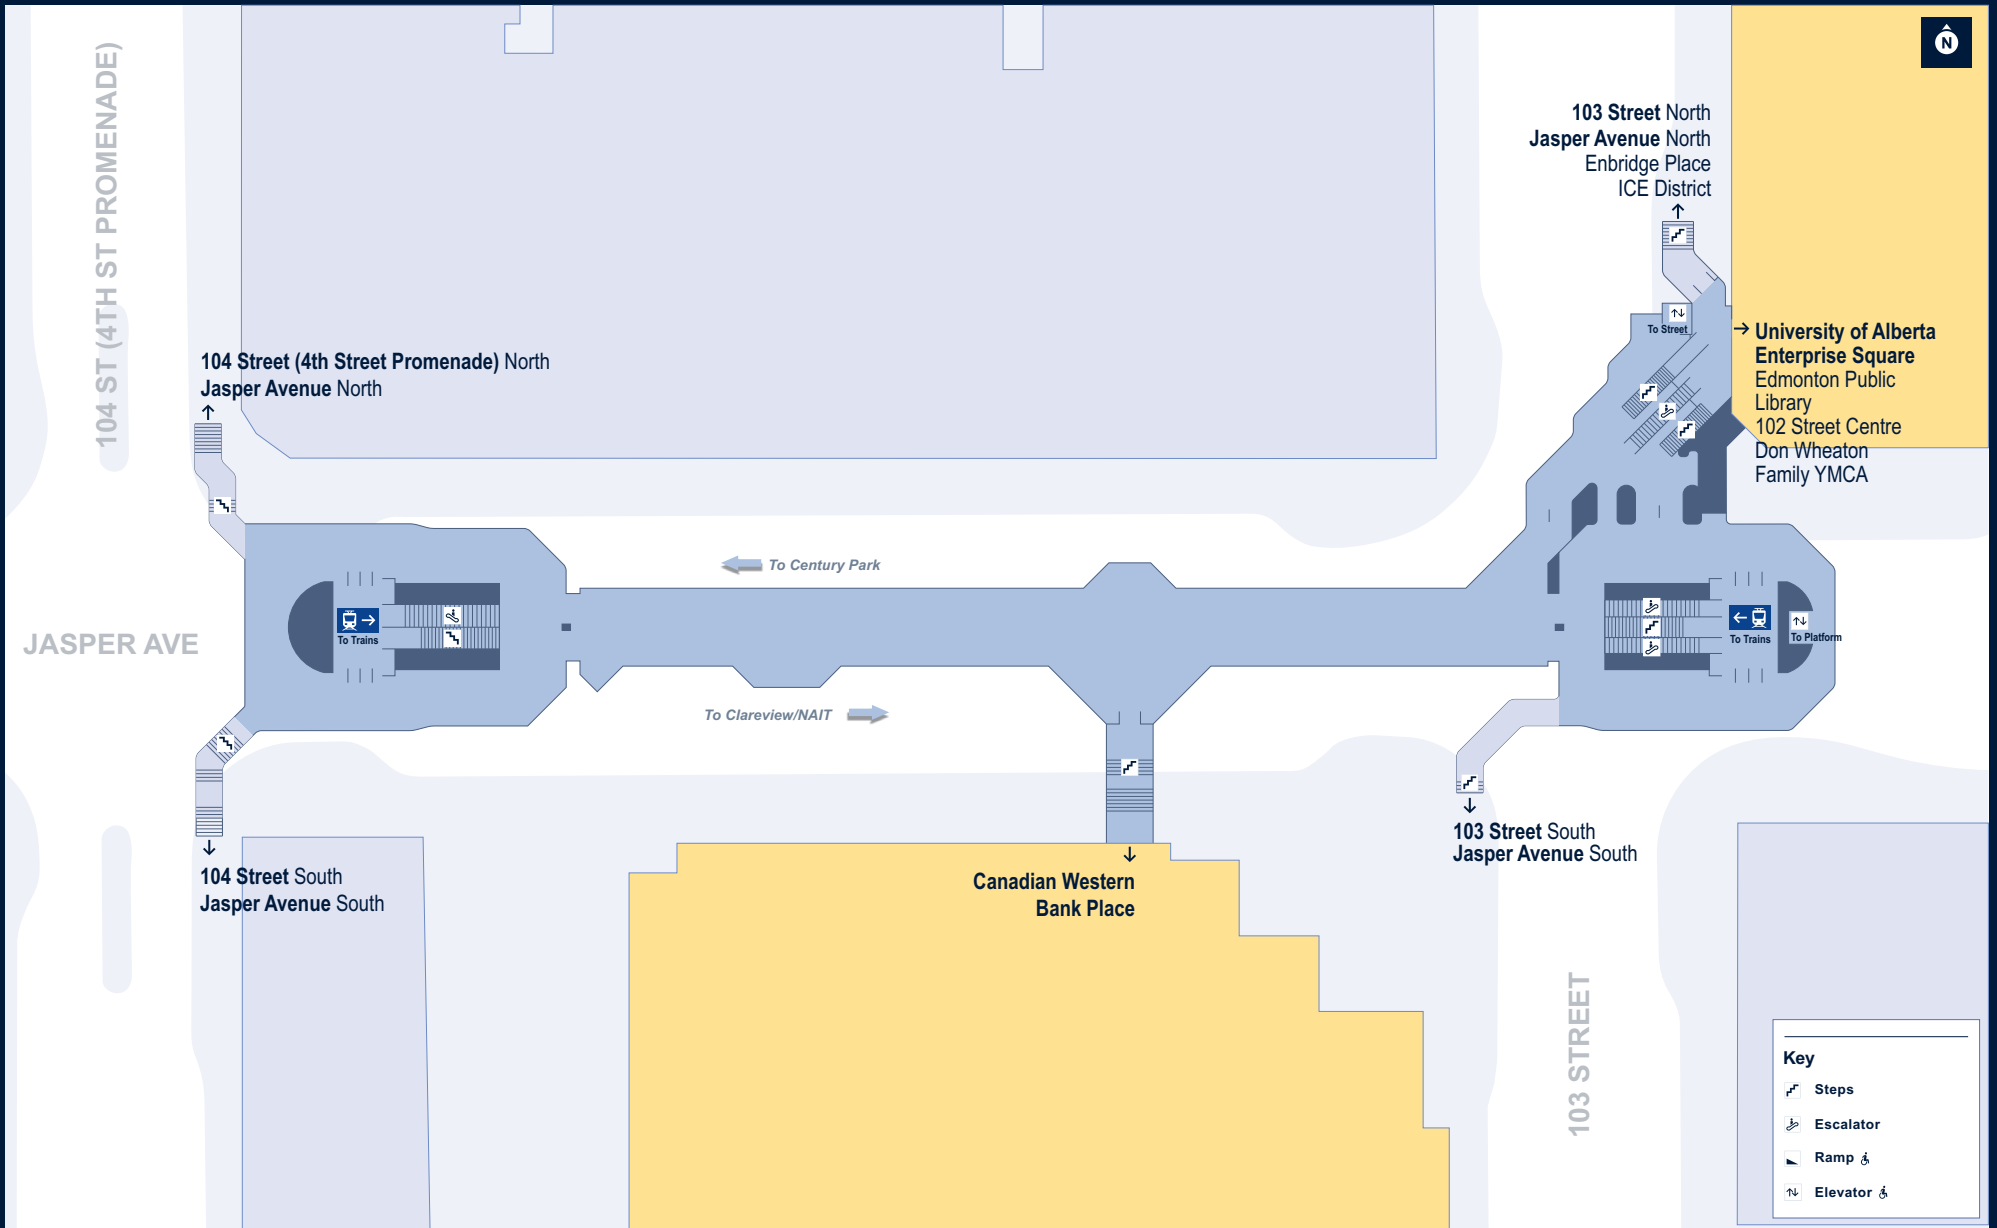 N
104 ST (4TH ST PROMENADE)
103 Street North
Jasper Avenue North
Enbridge Place
ICE District
To Street
University of Alberta
Enterprise Square
Edmonton Public
Library
102 Street Centre
Don Wheaton
Family YMCA
104 Street (4th Street Promenade) North
Jasper Avenue North
To Century Park
JASPER AVE
To Trains
To Trains
To Platform
To Clareview/NAIT
104 Street South
Jasper Avenue South
Canadian Western
Bank Place
103 Street South
Jasper Avenue South
103 STREET
Key
Steps
Escalator
Ramp
Elevator